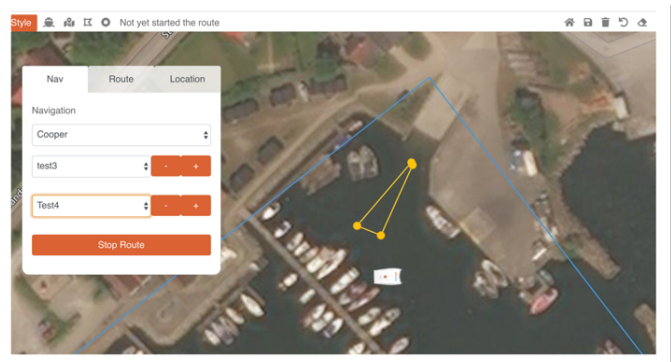 Style Not yet started the route
Nav Route Location
Navigation
Cooper
test3 - +
Test4 - +
Stop Route